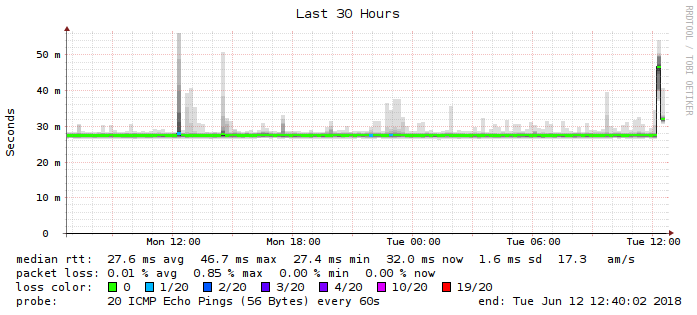 Last 30 Hours
RRDTOOL / TOBI OETIKER
Seconds
50 m
40 m
30 m
20 m
10 m
0
Mon 12:00 Mon 18:00 Tue 00:00 Tue 06:00 Tue 12:00
median rtt: 27.6 ms avg 46.7 ms max 27.4 ms min 32.0 ms now 1.6 ms sd 17.3 am/s
packet loss: 0.01 % avg 0.85 % max 0.00 % min 0.00 % now
loss color: 0 1/20 2/20 3/20 4/20 10/20 19/20
probe: 20 ICMP Echo Pings (56 Bytes) every 60s end: Tue Jun 12 12:40:02 2018